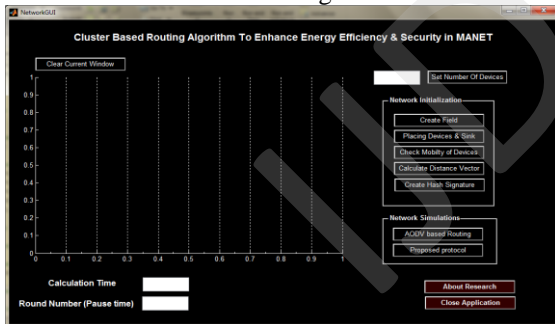 NetworkGUI
Cluster Based Routing Algorithm To Enhance Energy Efficiency & Security in MANET
Clear Current Window
Set Number Of Devices
1
0.9
0.8
0.7
0.6
0.5
0.4
0.3
0.2
0.1
0
0 0.1 0.2 0.3 0.4 0.5 0.6 0.7 0.8 0.9 1
Network Initialization
Create Field
Placing Devices & Sink
Check Mobilty of Devices
Calculate Distance Vector
Create Hash Signature
Network Simulations
AODV based Routing
Proposed protocol
Calculation Time
Round Number (Pause time)
About Research
Close Application